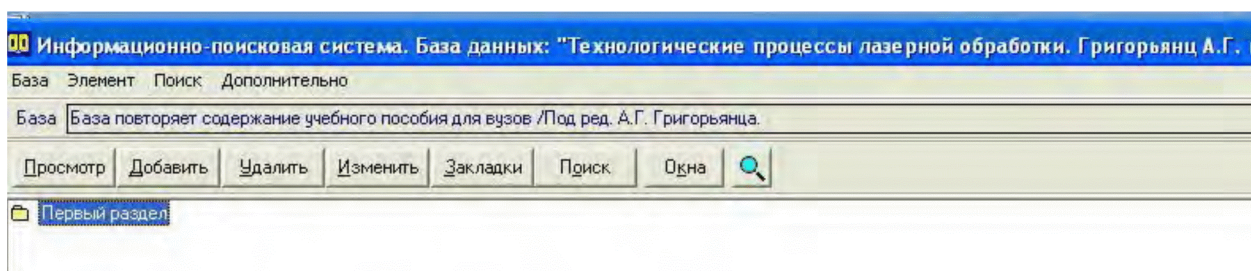 Информационно-поисковая система. База данных: "Технологические процессы лазерной обработки. Григорьянц А.Г.
База Элемент Поиск Дополнительно
База База повторяет содержание учебного пособия для вузов /Под ред. А.Г. Григорьянца.
Просмотр Добавить Удалить Изменить Закладки Поиск Окна
Первый раздел